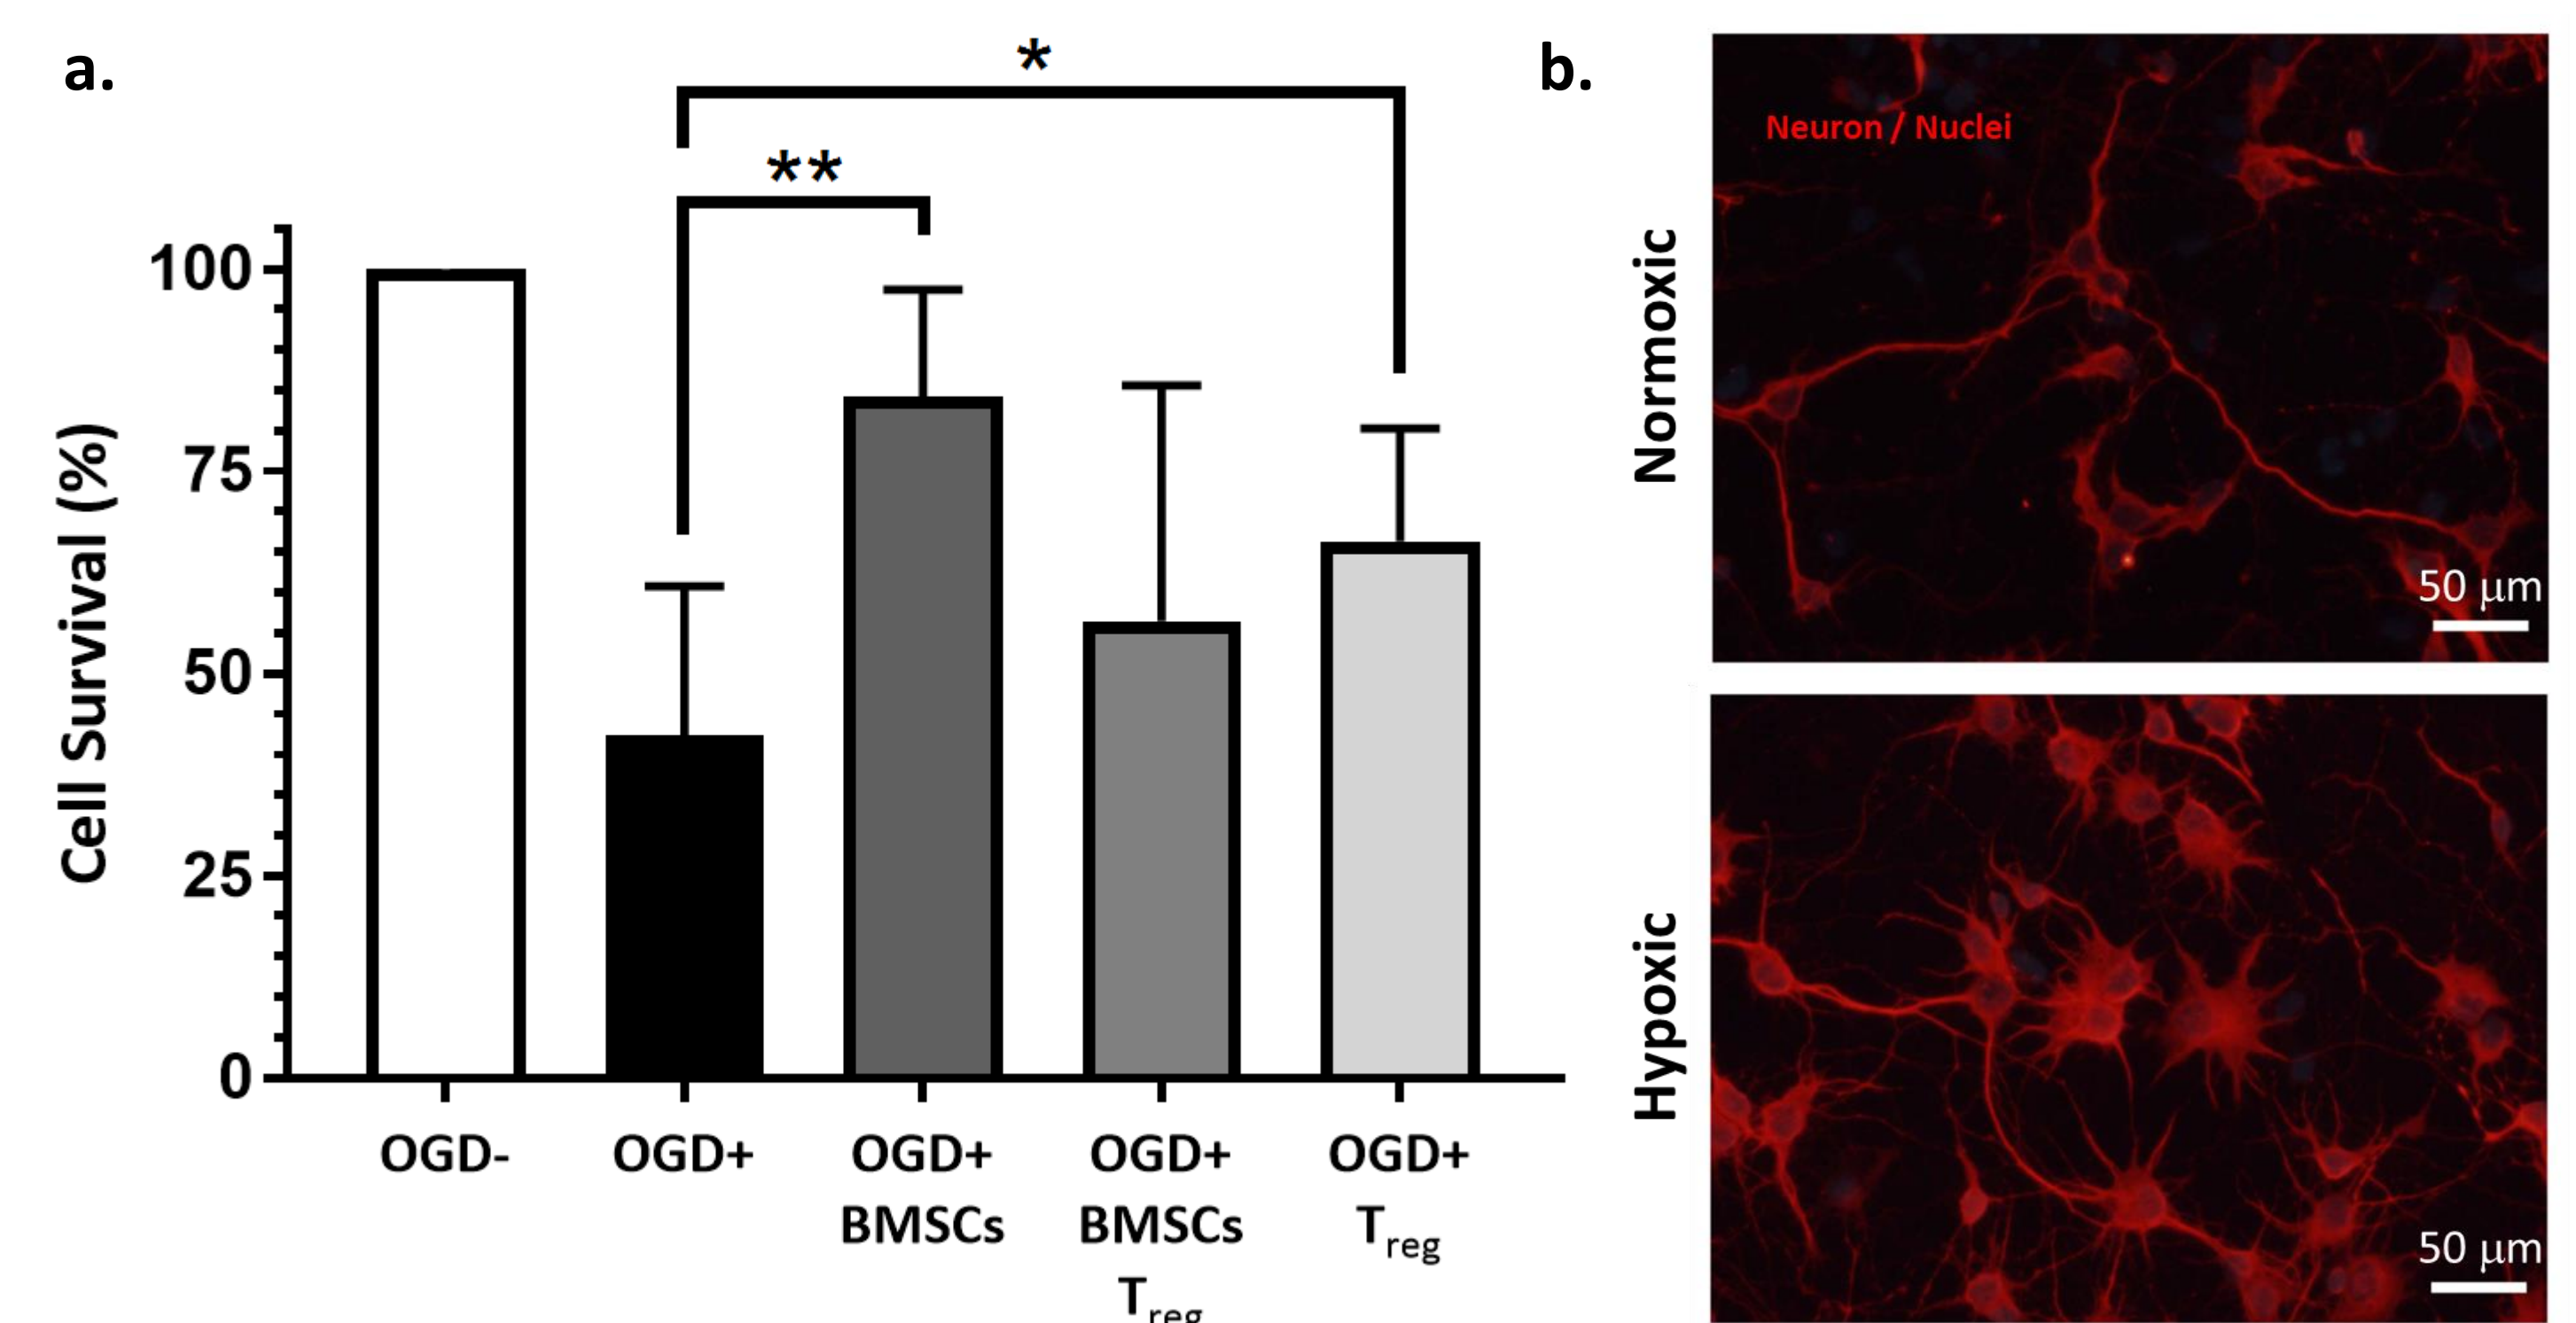 a.
*
**
Cell Survival (%)
100
75
50
25
0
OGD-
OGD+
OGD+
BMSCs
OGD+
BMSCs
Treg
OGD+
Treg
b.
Normoxic
Neuron / Nuclei
50 μm
Hypoxic
50 μm